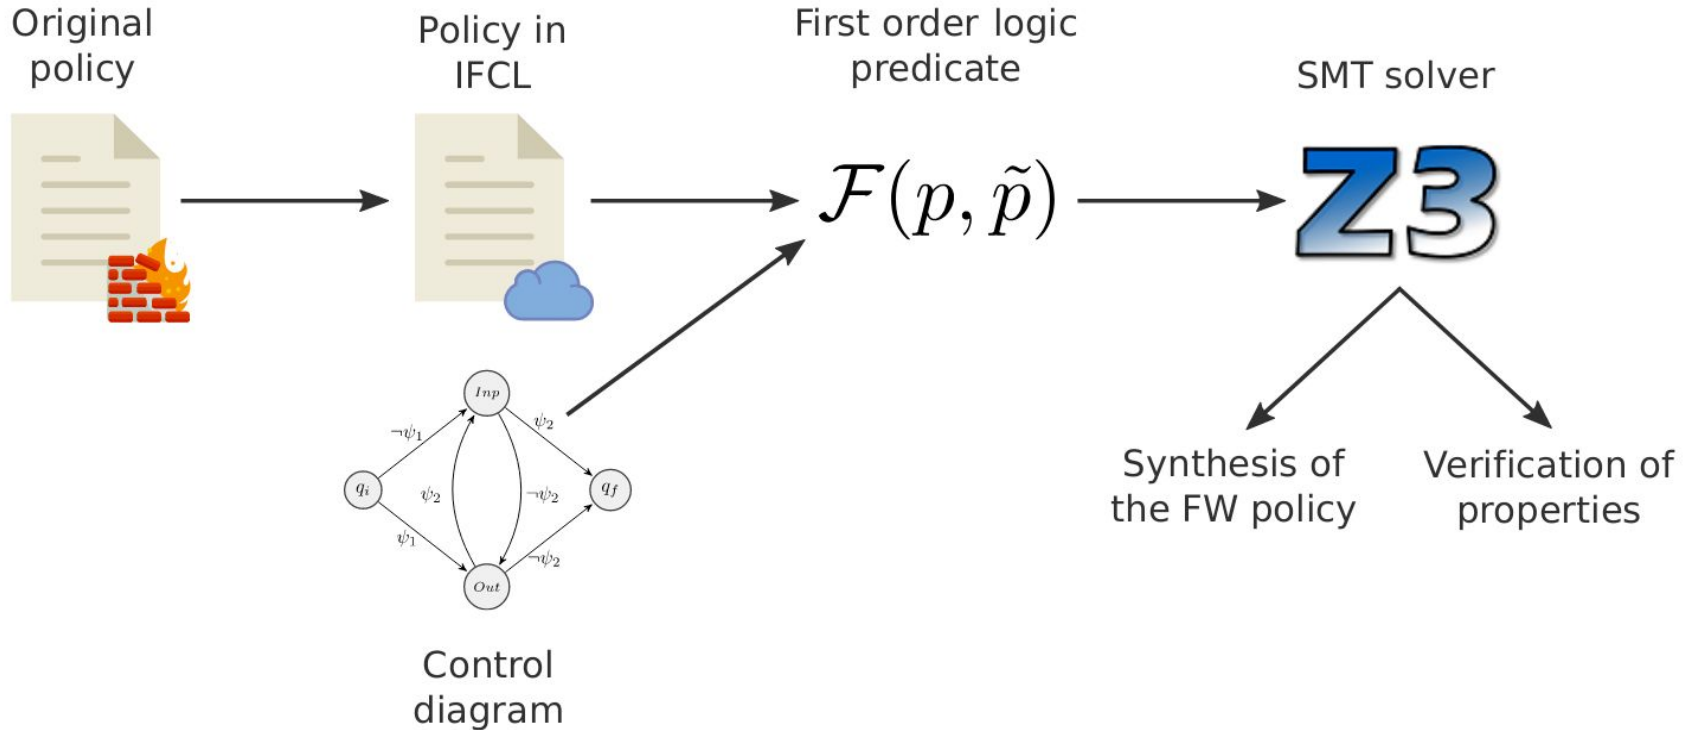 Original
policy
Policy in
IFCL
First order logic
predicate
SMT solver
𝓕(p, p̃)
Z3
Inp
¬ψ₁
ψ₂
qᵢ
ψ₂
¬ψ₂
q_f
ψ₁
¬ψ₂
Out
Control
diagram
Synthesis of
the FW policy
Verification of
properties